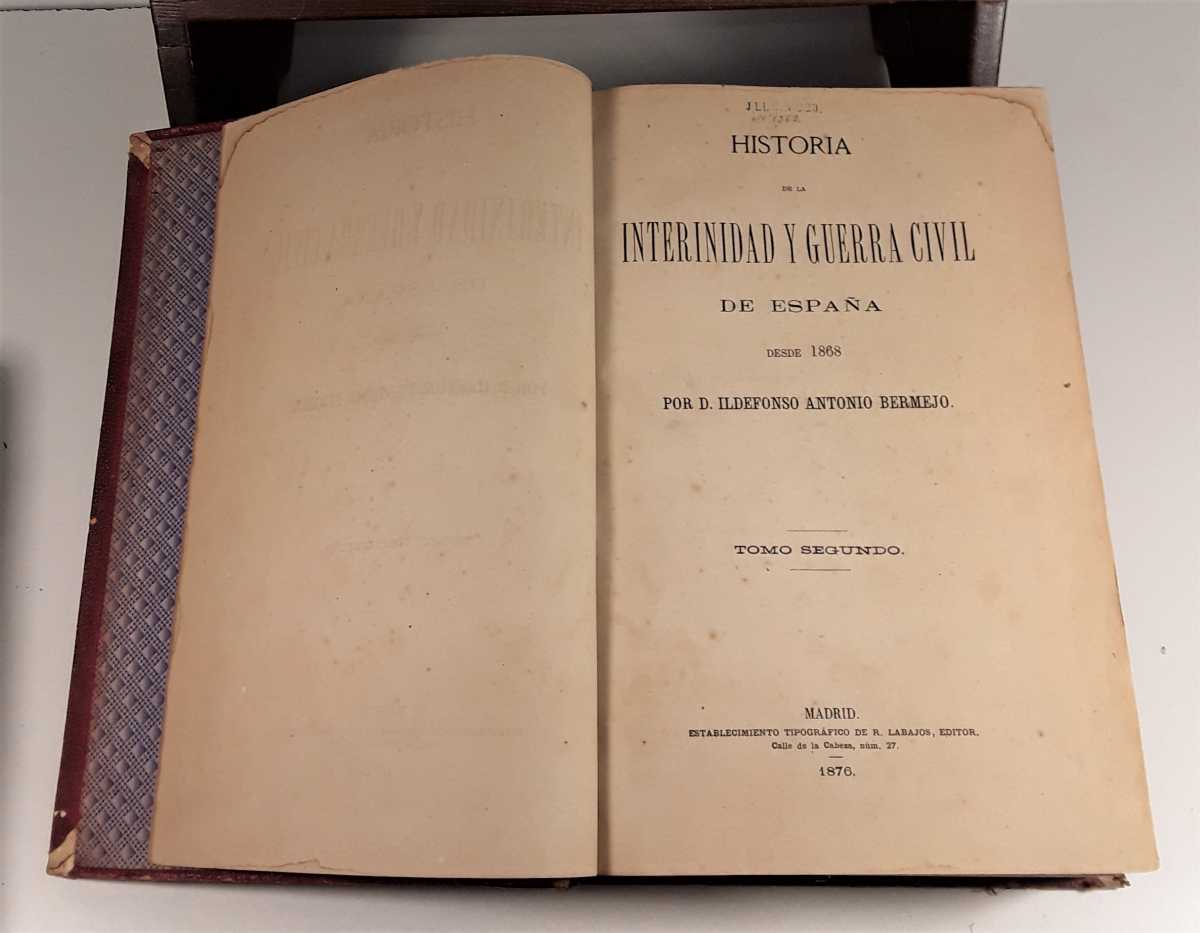 HISTORIA
DE LA
INTERINIDAD Y GUERRA CIVIL
DE ESPAÑA
DESDE 1868
POR D. ILDEFONSO ANTONIO BERMEJO.
TOMO SEGUNDO.
MADRID.
ESTABLECIMIENTO TIPOGRÁFICO DE R. LABAJOS, EDITOR.
Calle de la Cabeza, núm. 27.
1876.